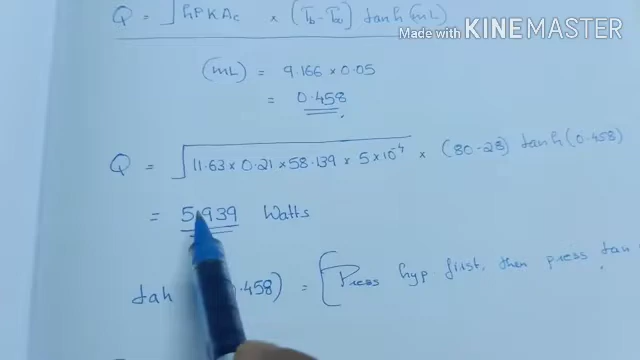 Q = √hPKAc × (Tb - T∞) tanh (mL)
Made with KINEMASTER
(mL) = 9.166 × 0.05
= 0.458
Q = √11.63 × 0.21 × 58.139 × 5 × 10⁻⁴ × (80-28) tanh (0.458)
= 5.939 Watts
tah .458) = [Press hyp first, then press tan